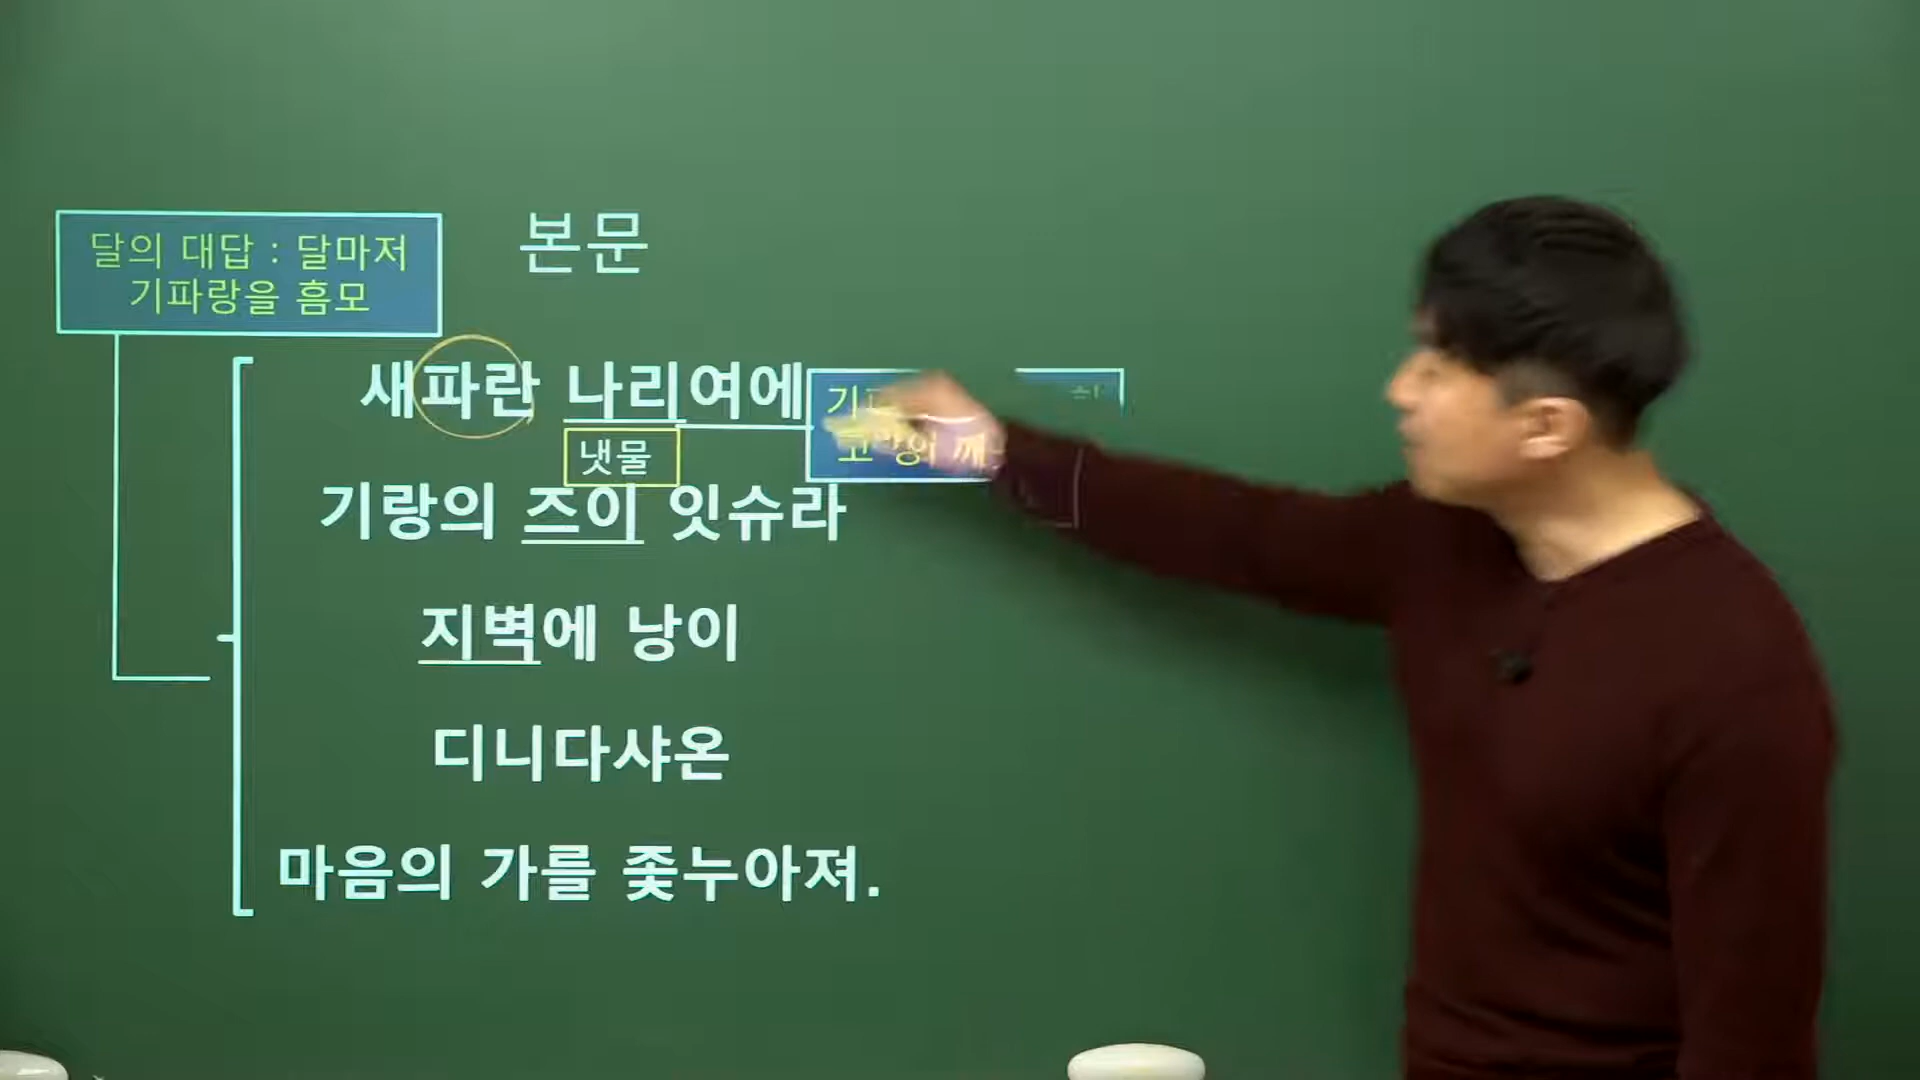 달의 대답 : 달마저
기파랑을 흠모
본문
새파란 나리여에
냇물
기랑의 즈이 잇슈라
지벽에 낭이
디니다샤온
마음의 가를 좇누아져.